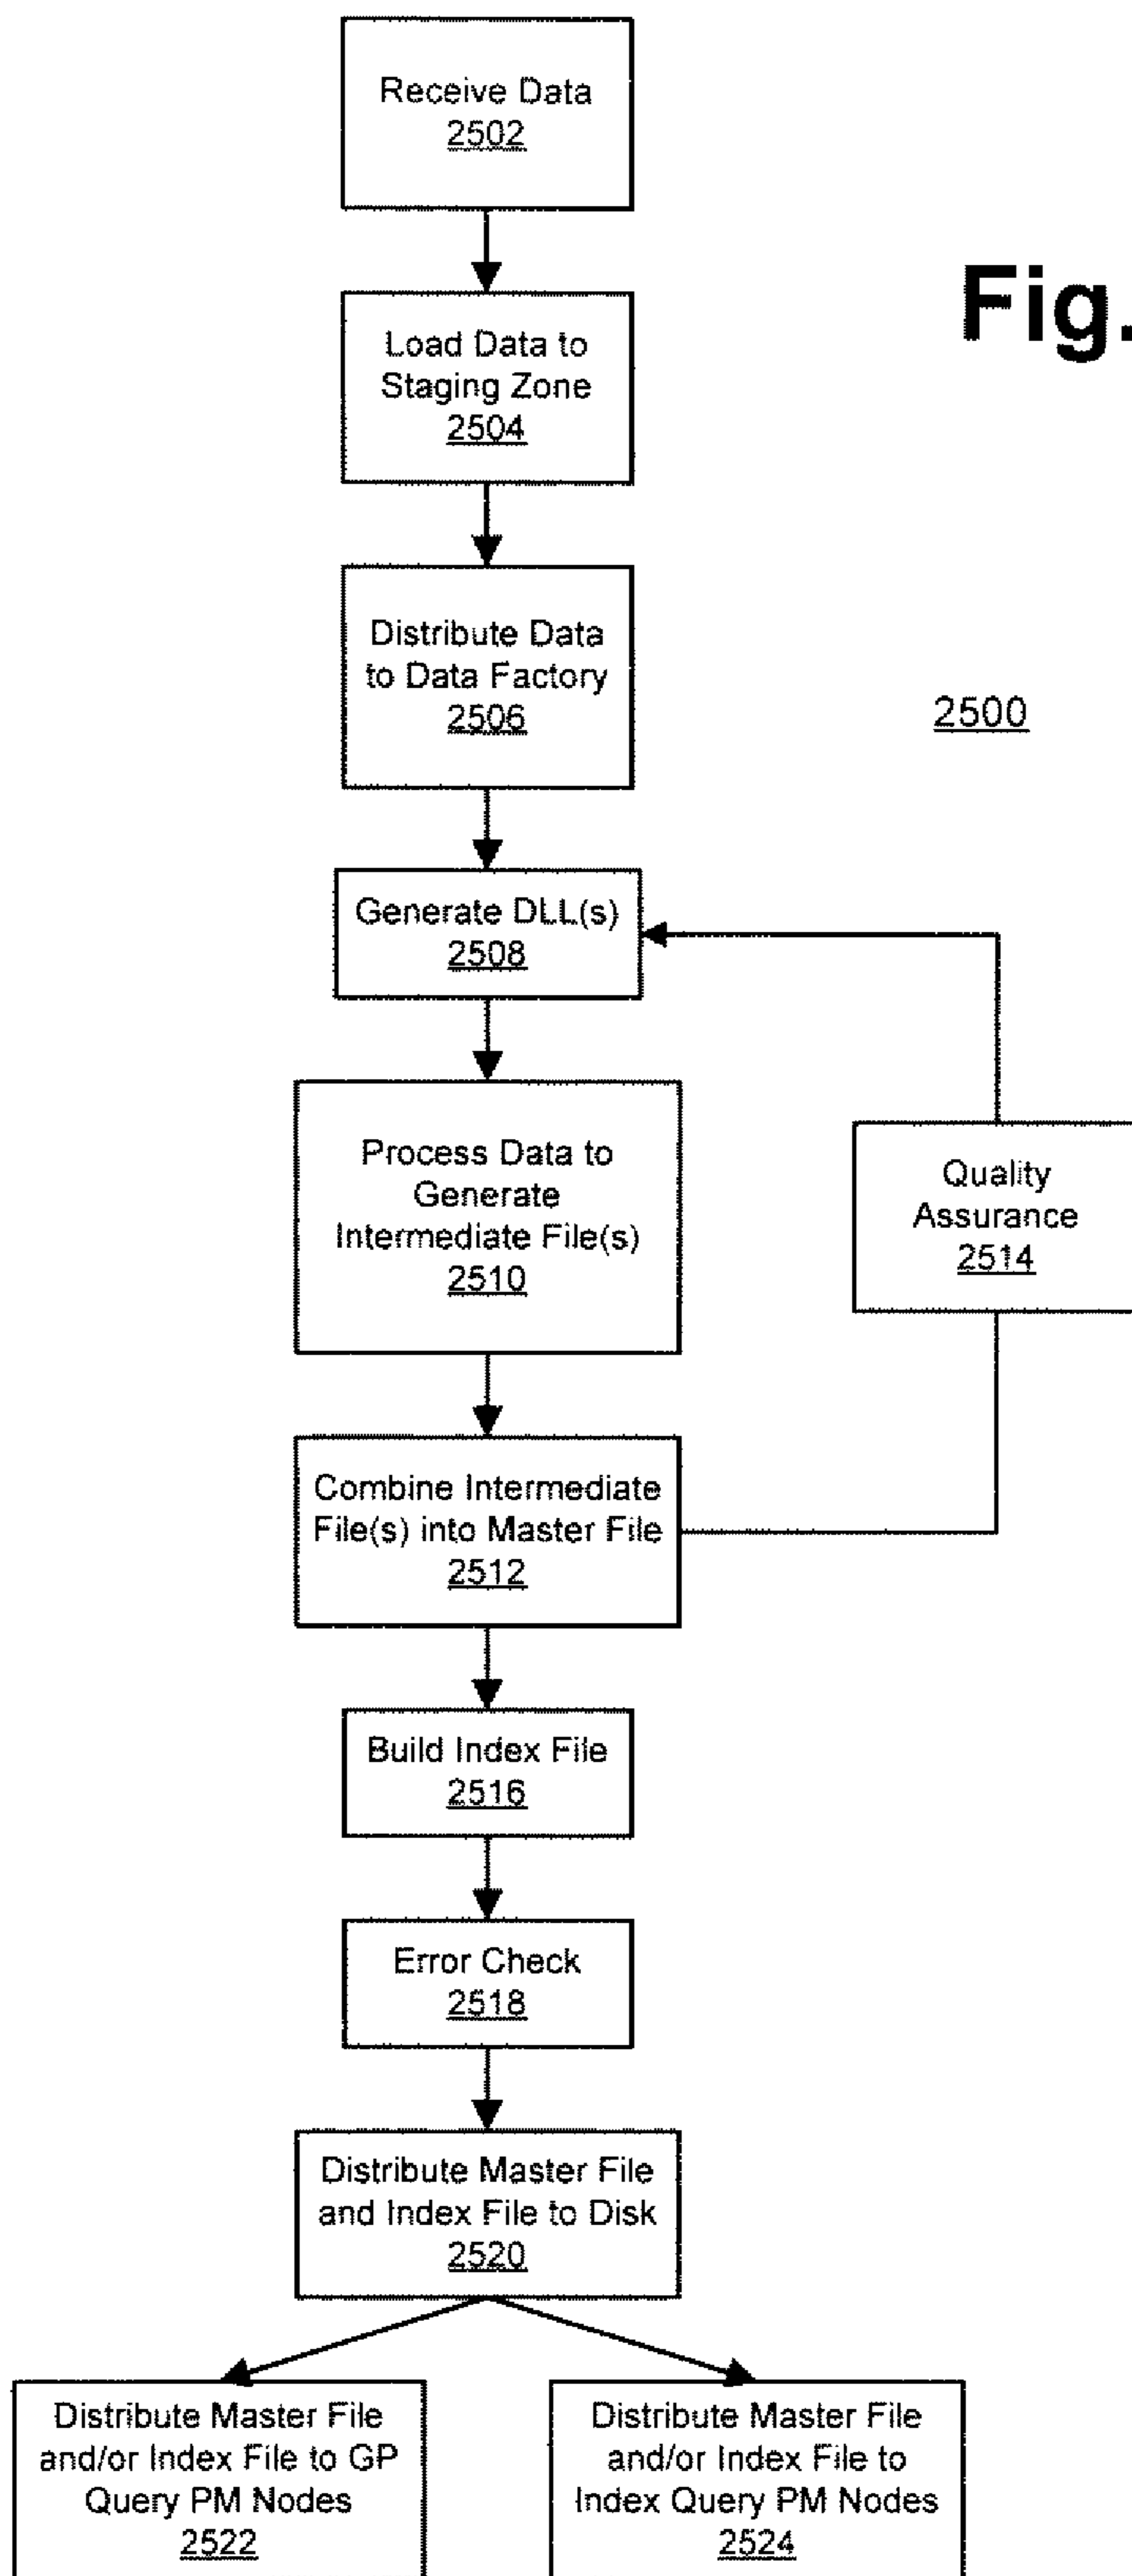 Receive Data
2502
Fig.
Load Data to
Staging Zone
2504
Distribute Data
to Data Factory
2506
2500
Generate DLL(s)
2508
Process Data to
Generate
Intermediate File(s)
2510
Quality
Assurance
2514
Combine Intermediate
File(s) into Master File
2512
Build Index File
2516
Error Check
2518
Distribute Master File
and Index File to Disk
2520
Distribute Master File
and/or Index File to GP
Query PM Nodes
2522
Distribute Master File
and/or Index File to
Index Query PM Nodes
2524